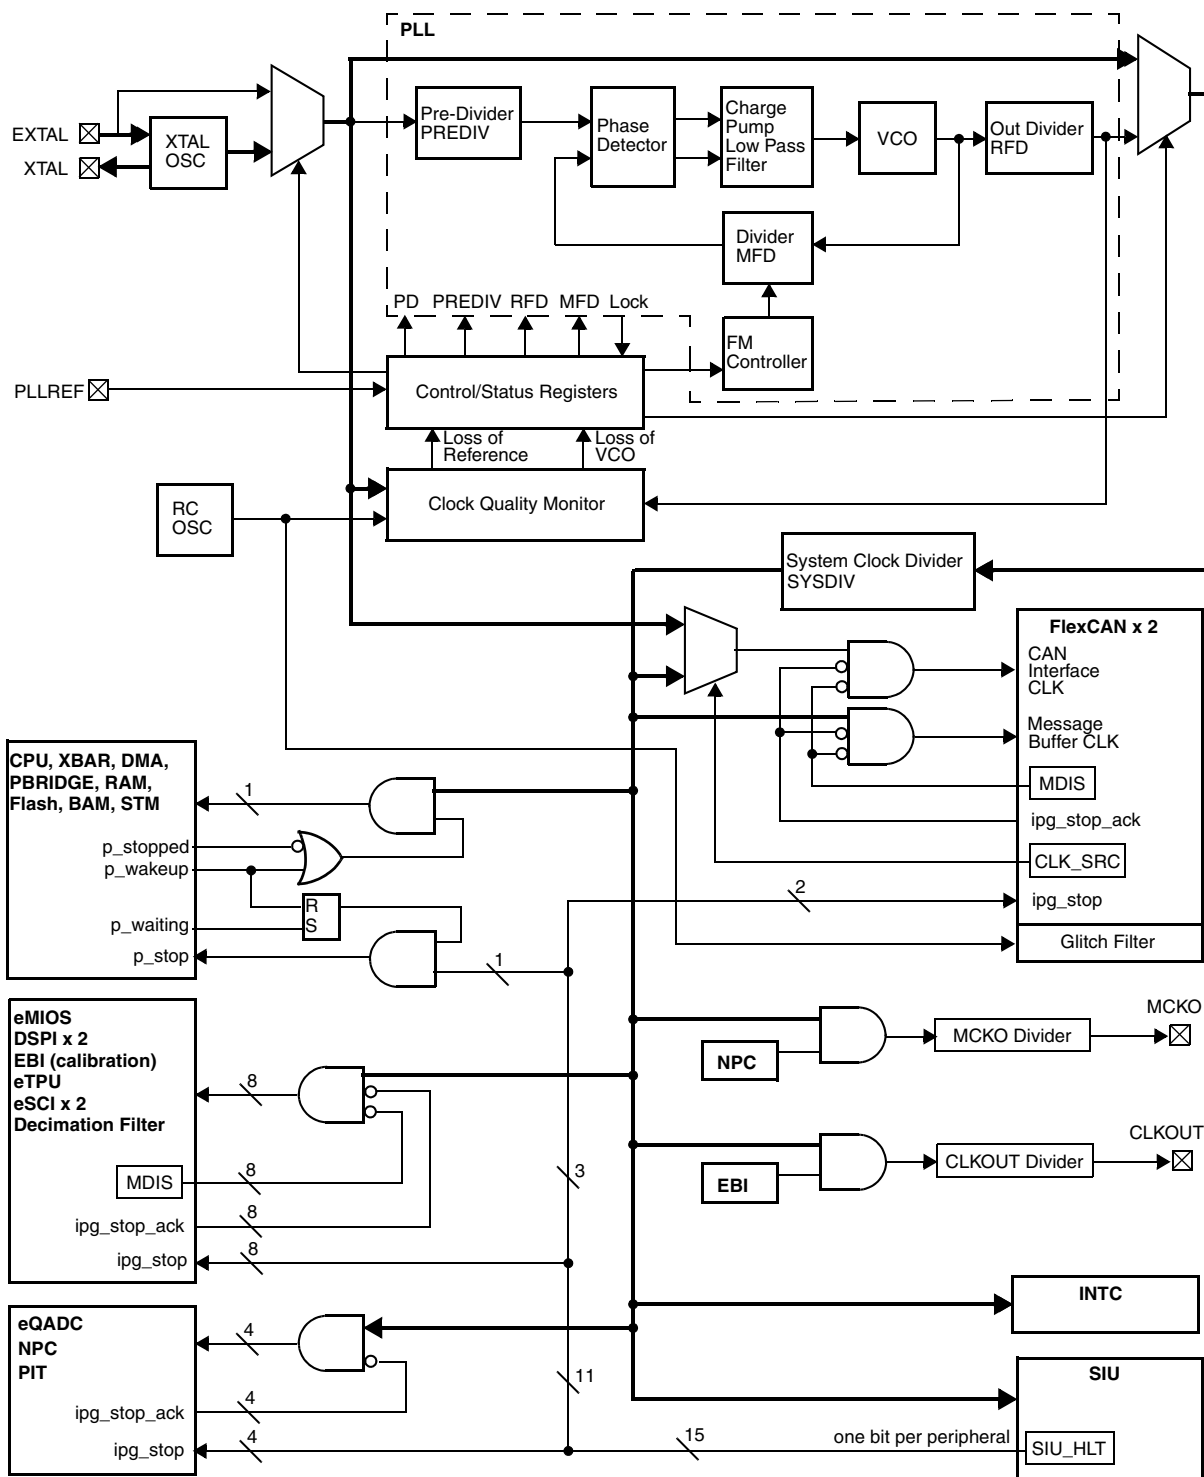 PLL
EXTAL
XTAL
XTAL
OSC
Pre-Divider
PREDIV
Phase
Detector
Charge
Pump
Low Pass
Filter
VCO
Out Divider
RFD
Divider
MFD
PD
PREDIV
RFD
MFD
Lock
FM
Controller
PLLREF
Control/Status Registers
Loss of
Reference
Loss of
VCO
RC
OSC
Clock Quality Monitor
System Clock Divider
SYSDIV
FlexCAN x 2
CAN
Interface
CLK
Message
Buffer CLK
MDIS
ipg_stop_ack
CLK_SRC
2
ipg_stop
Glitch Filter
CPU, XBAR, DMA,
PBRIDGE, RAM,
Flash, BAM, STM
1
p_stopped
p_wakeup
R
S
p_waiting
p_stop
1
eMIOS
DSPI x 2
EBI (calibration)
eTPU
eSCI x 2
Decimation Filter
8
MDIS
8
ipg_stop_ack
8
ipg_stop
8
3
NPC
MCKO Divider
MCKO
EBI
CLKOUT Divider
CLKOUT
INTC
eQADC
NPC
PIT
4
ipg_stop_ack
4
ipg_stop
4
11
15
one bit per peripheral
SIU
SIU_HLT